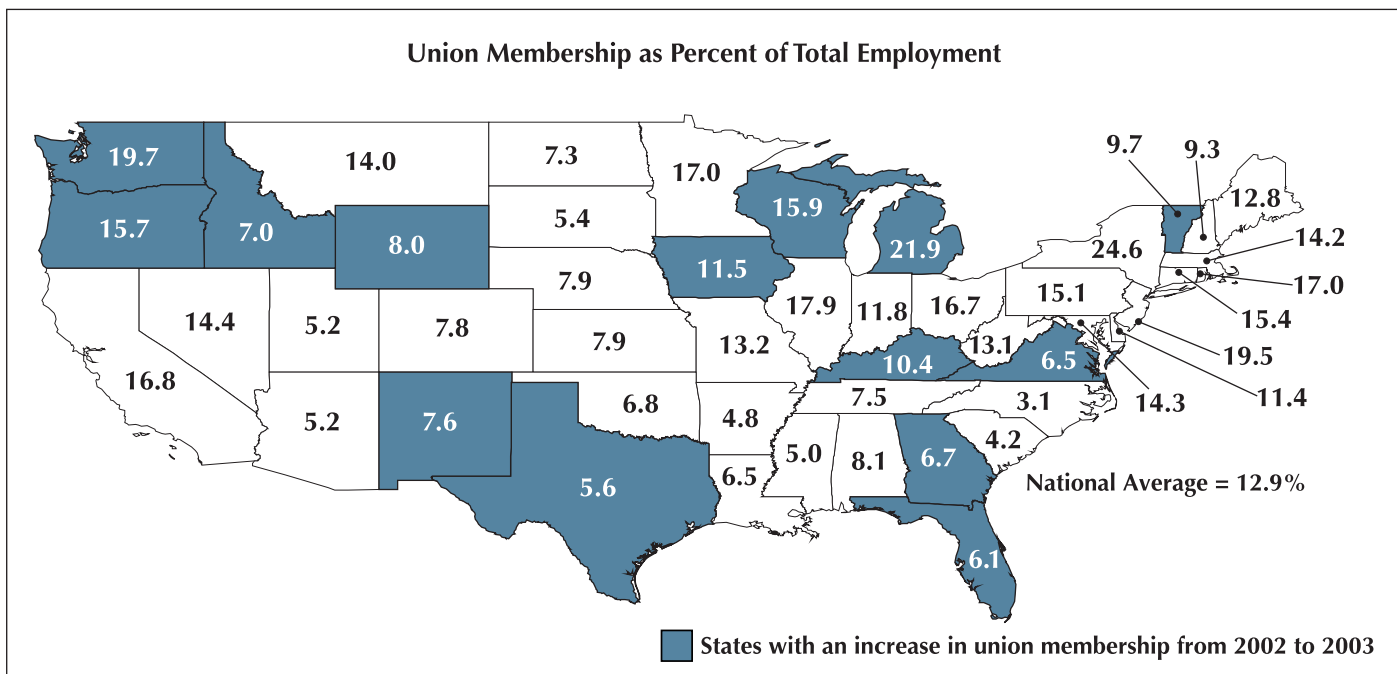 Union Membership as Percent of Total Employment
9.7 9.3
19.7 14.0 7.3 17.0 12.8
15.7 7.0 8.0 5.4 15.9 21.9 24.6 14.2
11.5 17.0
7.9 15.4
14.4 5.2 7.8 7.9 13.2 17.9 11.8 16.7 15.1 19.5
16.8 10.4 13.1 6.5 11.4
14.3
5.2 7.6 6.8 4.8 7.5 3.1
5.0 8.1 6.7 4.2
5.6 6.5
National Average = 12.9%
6.1
States with an increase in union membership from 2002 to 2003